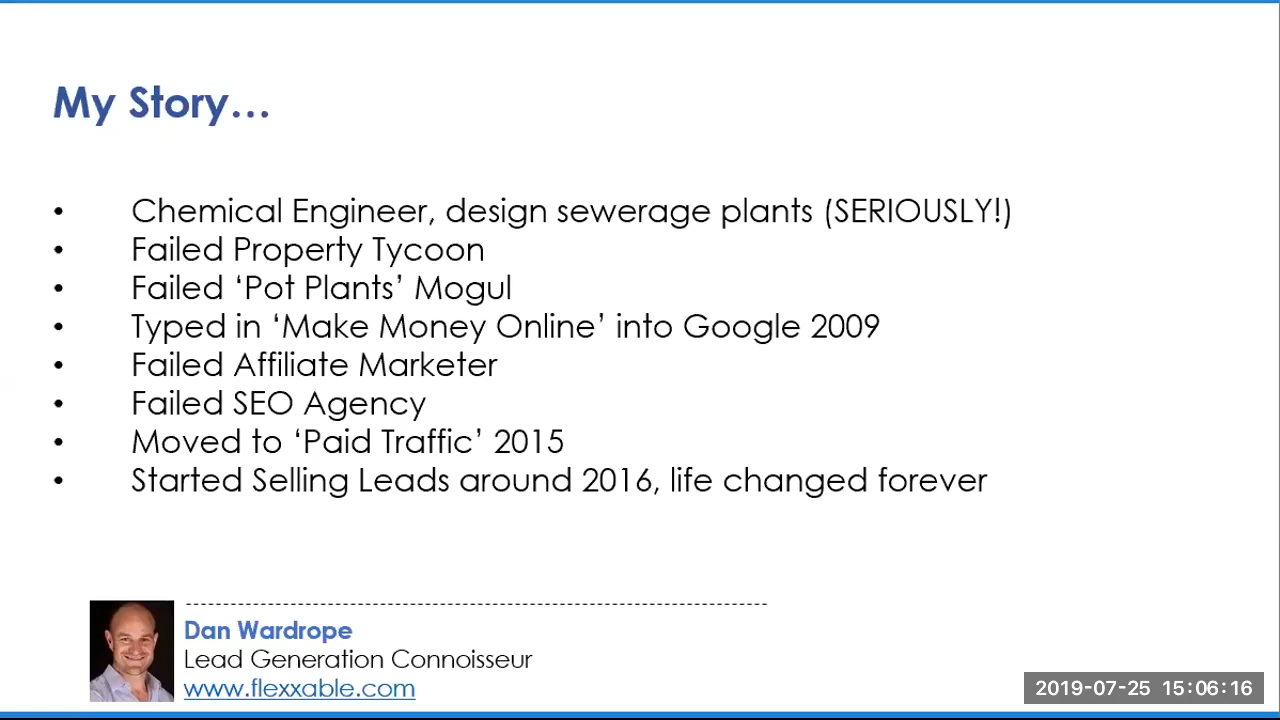 My Story...
• Chemical Engineer, design sewerage plants (SERIOUSLY!)
• Failed Property Tycoon
• Failed ‘Pot Plants’ Mogul
• Typed in ‘Make Money Online’ into Google 2009
• Failed Affiliate Marketer
• Failed SEO Agency
• Moved to ‘Paid Traffic’ 2015
• Started Selling Leads around 2016, life changed forever
Dan Wardrope
Lead Generation Connoisseur
www.flexxable.com
2019-07-25 15:06:16